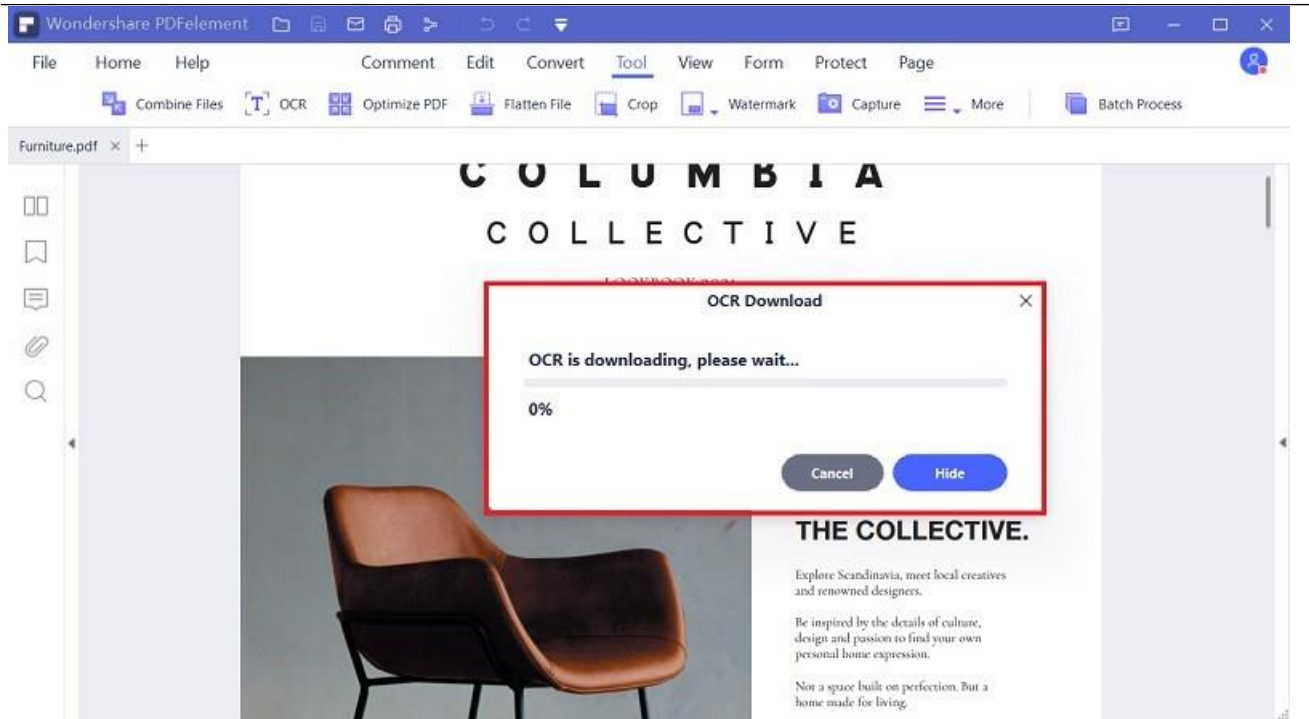 Wondershare PDFelement
File Home Help Comment Edit Convert Tool View Form Protect Page
Combine Files T OCR Optimize PDF Flatten File Crop Watermark Capture More Batch Process
Furniture.pdf
COLUMBIA
COLLECTIVE
LOOKBOOK
OCR Download
OCR is downloading, please wait...
0%
Cancel Hide
THE COLLECTIVE.
Explore Scandinavia, meet local creatives
and renowned designers.
Be inspired by the details of culture,
design and passion to find your own
personal home expression.
Not a space built on perfection. But a
home made for living.